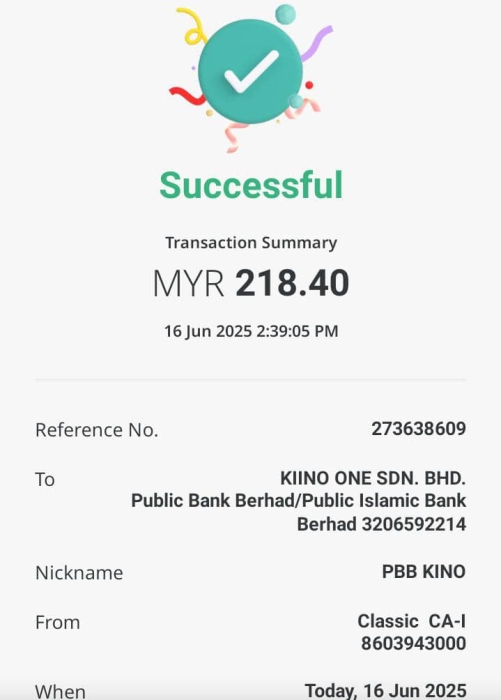 Successful
Transaction Summary
MYR 218.40
16 Jun 2025 2:39:05 PM
Reference No. 273638609
To KIINO ONE SDN. BHD.
Public Bank Berhad/Public Islamic Bank
Berhad 3206592214
Nickname PBB KINO
From Classic CA-I
8603943000
When Today, 16 Jun 2025